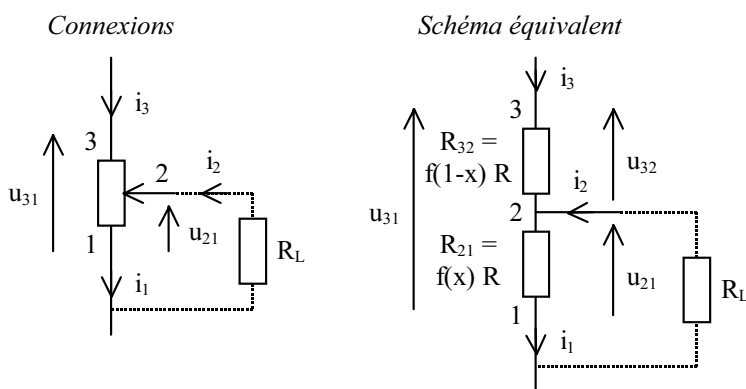 Connexions
i3
3
2
i2
u31
1
u21
RL
i1
Schéma équivalent
i3
3
R32 =
f(1-x) R
u32
i2
u31
2
R21 =
f(x) R
u21
RL
1
i1